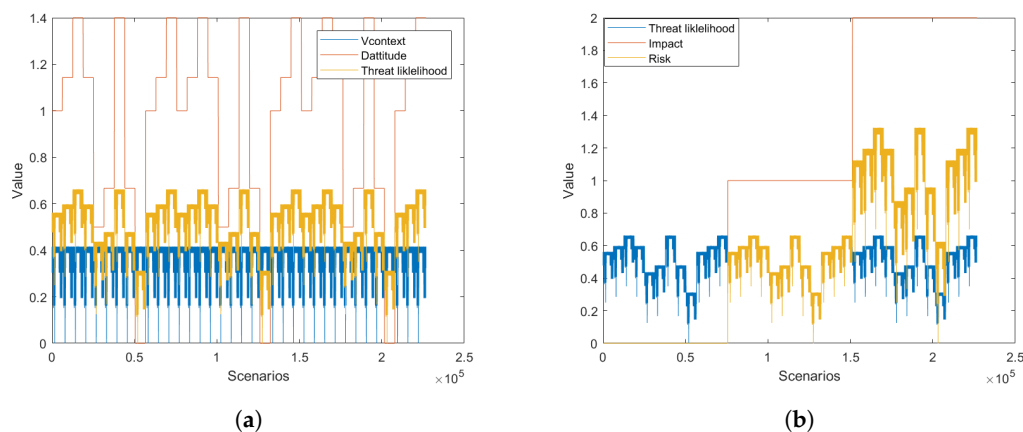 1.4
1.2
1
0.8
0.6
0.4
0.2
0
Value
Vcontext
Dattitude
Threat liklelihood
0
0.5
1
1.5
2
2.5
Scenarios
×10⁵
(a)
2
1.8
1.6
1.4
1.2
1
0.8
0.6
0.4
0.2
0
Value
Threat liklelihood
Impact
Risk
0
0.5
1
1.5
2
2.5
Scenarios
×10⁵
(b)